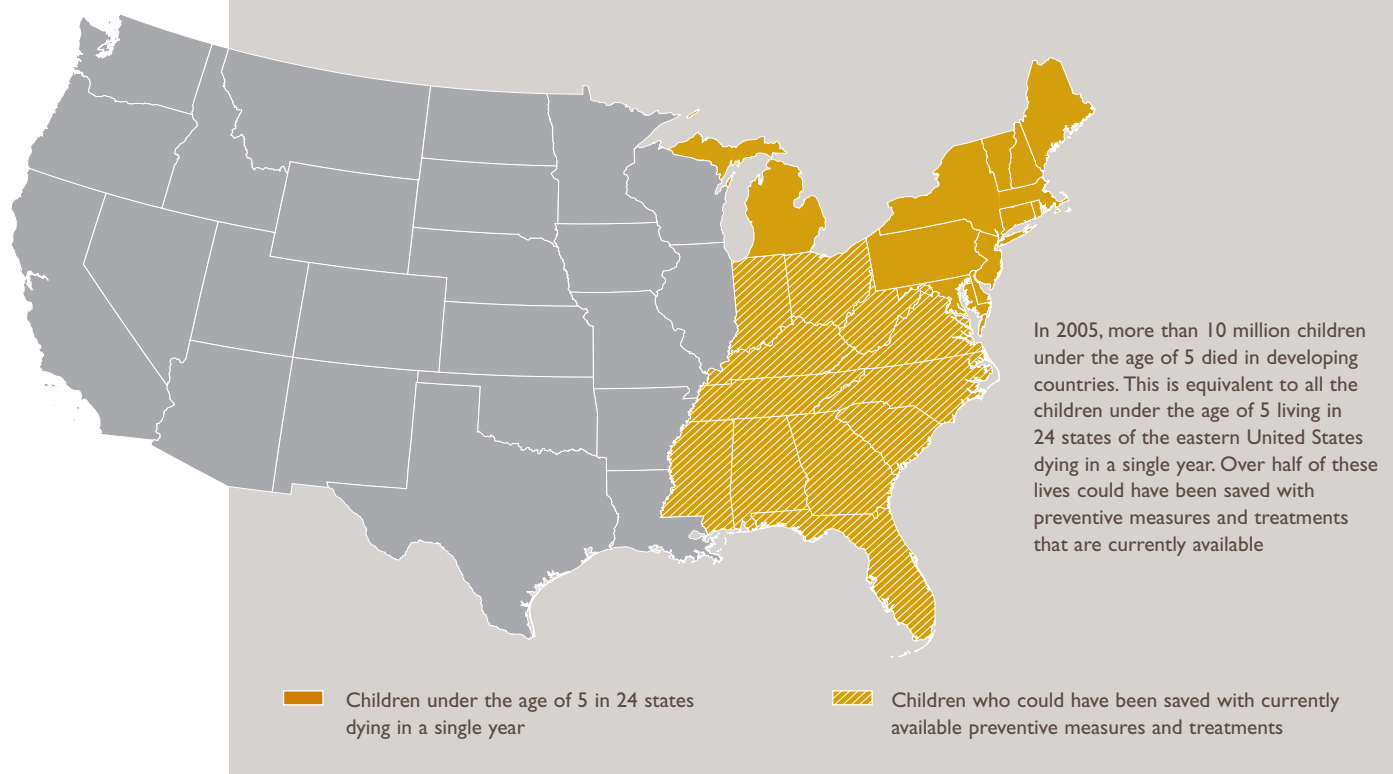 In 2005, more than 10 million children
under the age of 5 died in developing
countries. This is equivalent to all the
children under the age of 5 living in
24 states of the eastern United States
dying in a single year. Over half of these
lives could have been saved with
preventive measures and treatments
that are currently available
Children under the age of 5 in 24 states
dying in a single year
Children who could have been saved with currently
available preventive measures and treatments